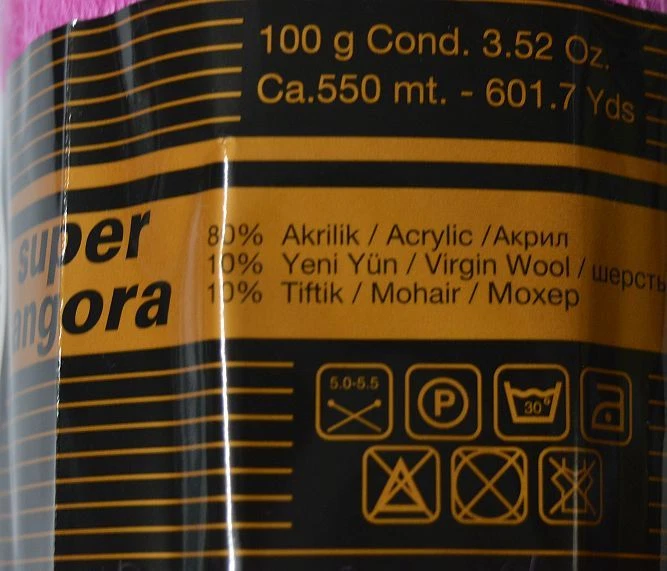 100 g Cond. 3.52 Oz.
Ca.550 mt. - 601.7 Yds
super
angora
80% Akrilik / Acrylic /Акрил
10% Yeni Yün / Virgin Wool / шерсть
10% Tiftik / Mohair / Мохер
5.0-5.5
P
30°